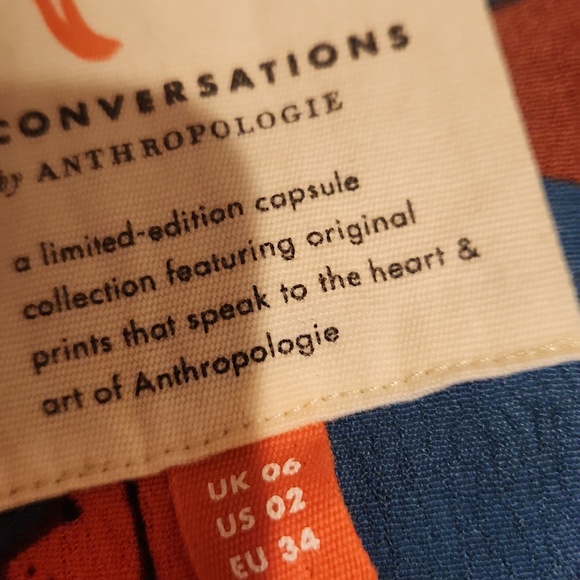 CONVERSATIONS
by ANTHROPOLOGIE
a limited-edition capsule
collection featuring original
prints that speak to the heart &
art of Anthropologie
UK 06
US 02
EU 34